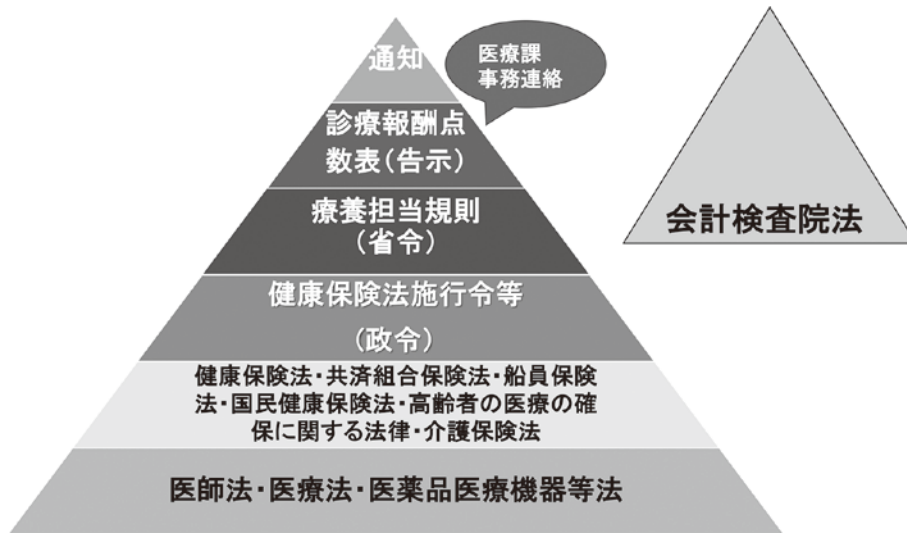 通知
医療課
事務連絡
診療報酬点
数表(告示)
療養担当規則
(省令)
健康保険法施行令等
(政令)
健康保険法・共済組合保険法・船員保険
法・国民健康保険法・高齢者の医療の確
保に関する法律・介護保険法
医師法・医療法・医薬品医療機器等法
会計検査院法